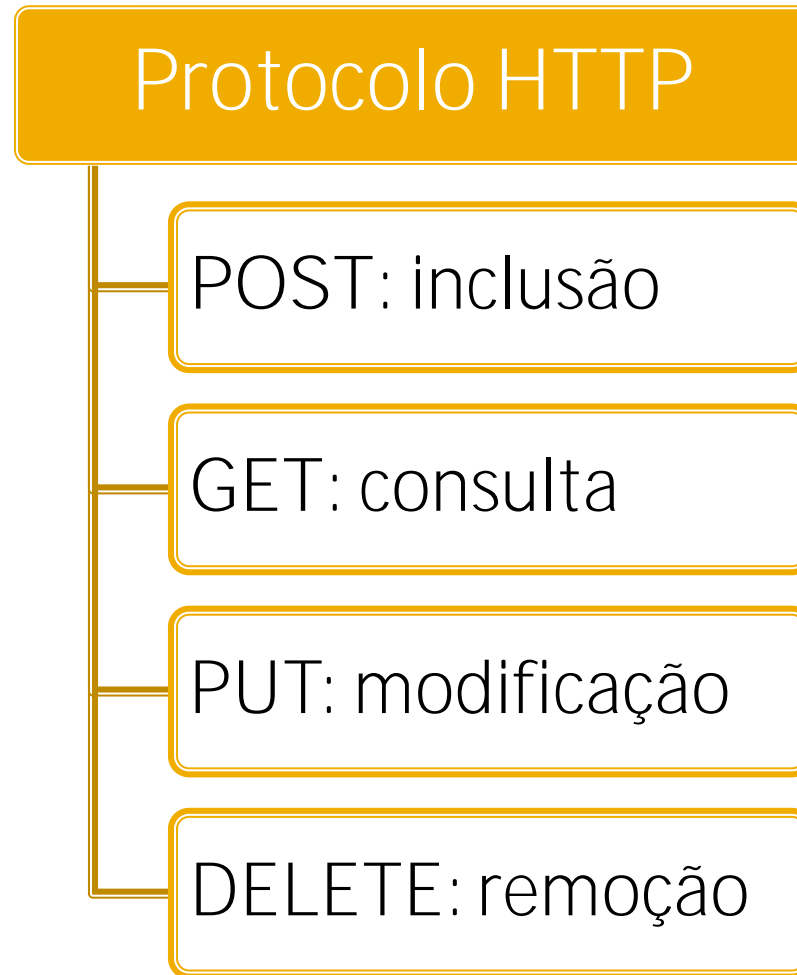 Protocolo HTTP
POST: inclusão
GET: consulta
PUT: modificação
DELETE: remoção